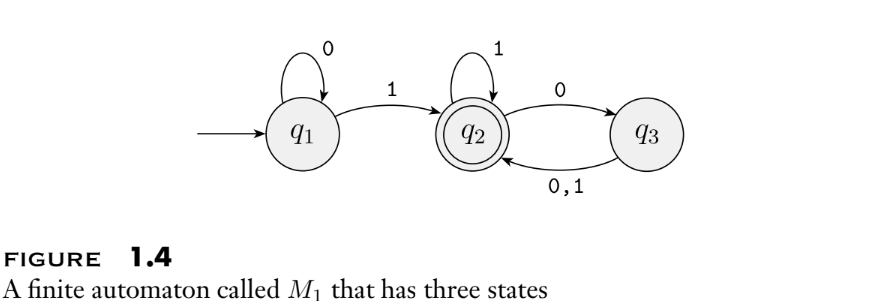 0
1
1
0
q1
q2
q3
0,1
FIGURE 1.4
A finite automaton called M1 that has three states